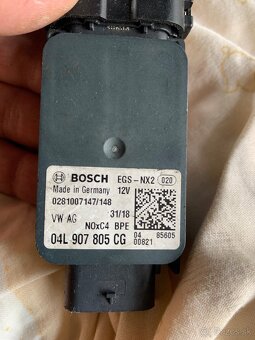 BOSCH EGS-NX2 020
Made in Germany 12V
0281007147/148
VW AG 31/18
NOxC4 BPE
04L 907 805 CG
04 85605
00821